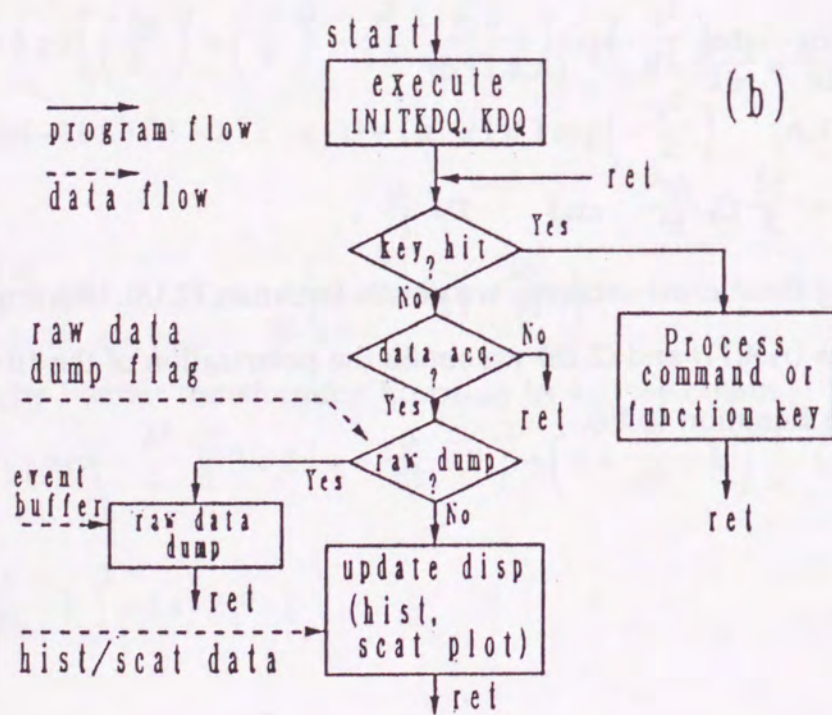 start
execute
INITKDQ.KDQ
(b)
program flow
data flow
ret
key hit
?
Yes
No
raw data
dump flag
data acq.
No
ret
Yes
process
command or
function key
ret
raw dump
?
Yes
No
event
buffer
raw data
dump
ret
update disp
(hist,
scat plot)
hist/scat data
ret